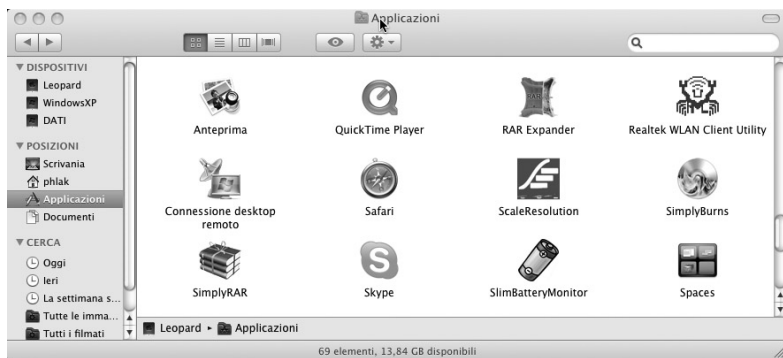 Applicazioni
DISPOSITIVI
Leopard
WindowsXP
DATI
POSIZIONI
Scrivania
phlak
Applicazioni
Documenti
CERCA
Oggi
Ieri
La settimana s...
Tutte le imma...
Tutti i filmati
Anteprima
QuickTime Player
RAR Expander
Realtek WLAN Client Utility
Connessione desktop
remoto
Safari
ScaleResolution
SimplyBurns
SimplyRAR
Skype
SlimBatteryMonitor
Spaces
Leopard ▸ Applicazioni
69 elementi, 13,84 GB disponibili